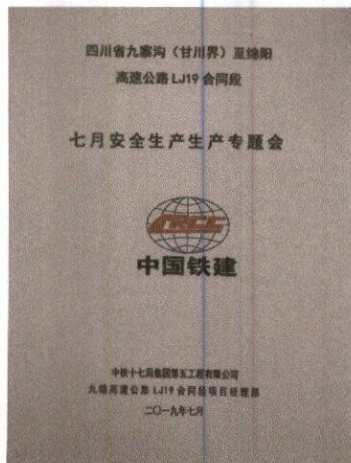 四川省九寨沟（甘川界）至绵阳
高速公路LJ19合同段
七月安全生产生产专题会
CRCC
中国铁建
中铁十七局集团第五工程有限公司
九绵高速公路LJ19合同段项目经理部
二〇一九年七月